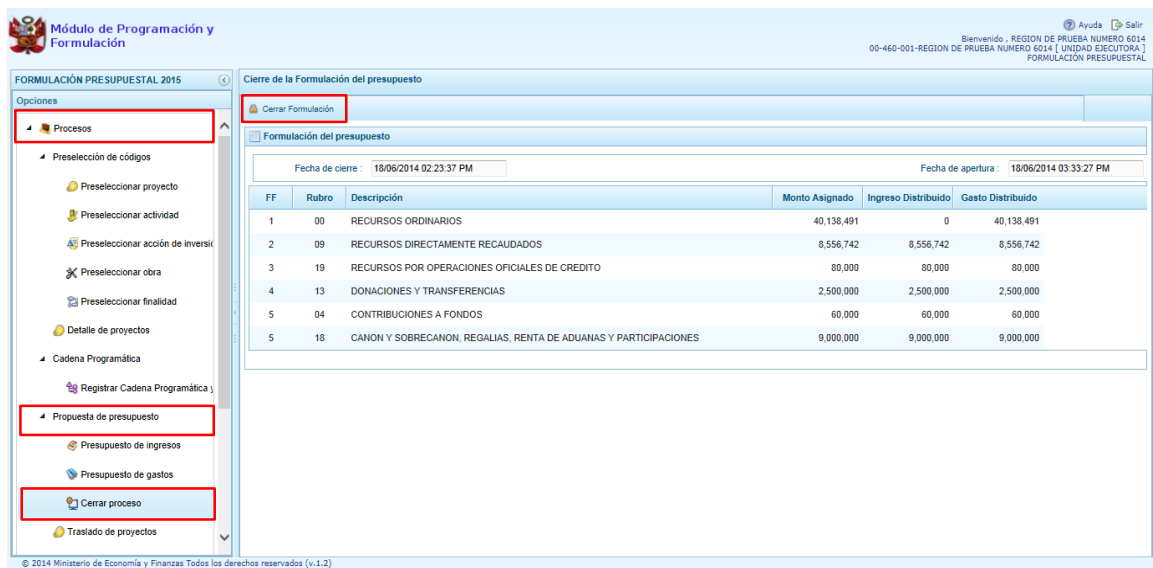 Módulo de Programación y
Formulación
Ayuda Salir
Bienvenido , REGION DE PRUEBA NUMERO 6014
00-460-001-REGION DE PRUEBA NUMERO 6014 [ UNIDAD EJECUTORA ]
FORMULACIÓN PRESUPUESTAL
FORMULACIÓN PRESUPUESTAL 2015
Opciones
Procesos
Preselección de códigos
Preseleccionar proyecto
Preseleccionar actividad
Preseleccionar acción de inversió
Preseleccionar obra
Preseleccionar finalidad
Detalle de proyectos
Cadena Programática
Registrar Cadena Programática y
Propuesta de presupuesto
Presupuesto de ingresos
Presupuesto de gastos
Cerrar proceso
Traslado de proyectos
Cierre de la Formulación del presupuesto
Cerrar Formulación
Formulación del presupuesto
Fecha de cierre : 18/06/2014 02:23:37 PM Fecha de apertura : 18/06/2014 03:33:27 PM
FF Rubro Descripción Monto Asignado Ingreso Distribuido Gasto Distribuido
1 00 RECURSOS ORDINARIOS 40,138,491 0 40,138,491
2 09 RECURSOS DIRECTAMENTE RECAUDADOS 8,556,742 8,556,742 8,556,742
3 19 RECURSOS POR OPERACIONES OFICIALES DE CREDITO 80,000 80,000 80,000
4 13 DONACIONES Y TRANSFERENCIAS 2,500,000 2,500,000 2,500,000
5 04 CONTRIBUCIONES A FONDOS 60,000 60,000 60,000
5 18 CANON Y SOBRECANON, REGALIAS, RENTA DE ADUANAS Y PARTICIPACIONES 9,000,000 9,000,000 9,000,000
© 2014 Ministerio de Economía y Finanzas Todos los derechos reservados (v.1.2)